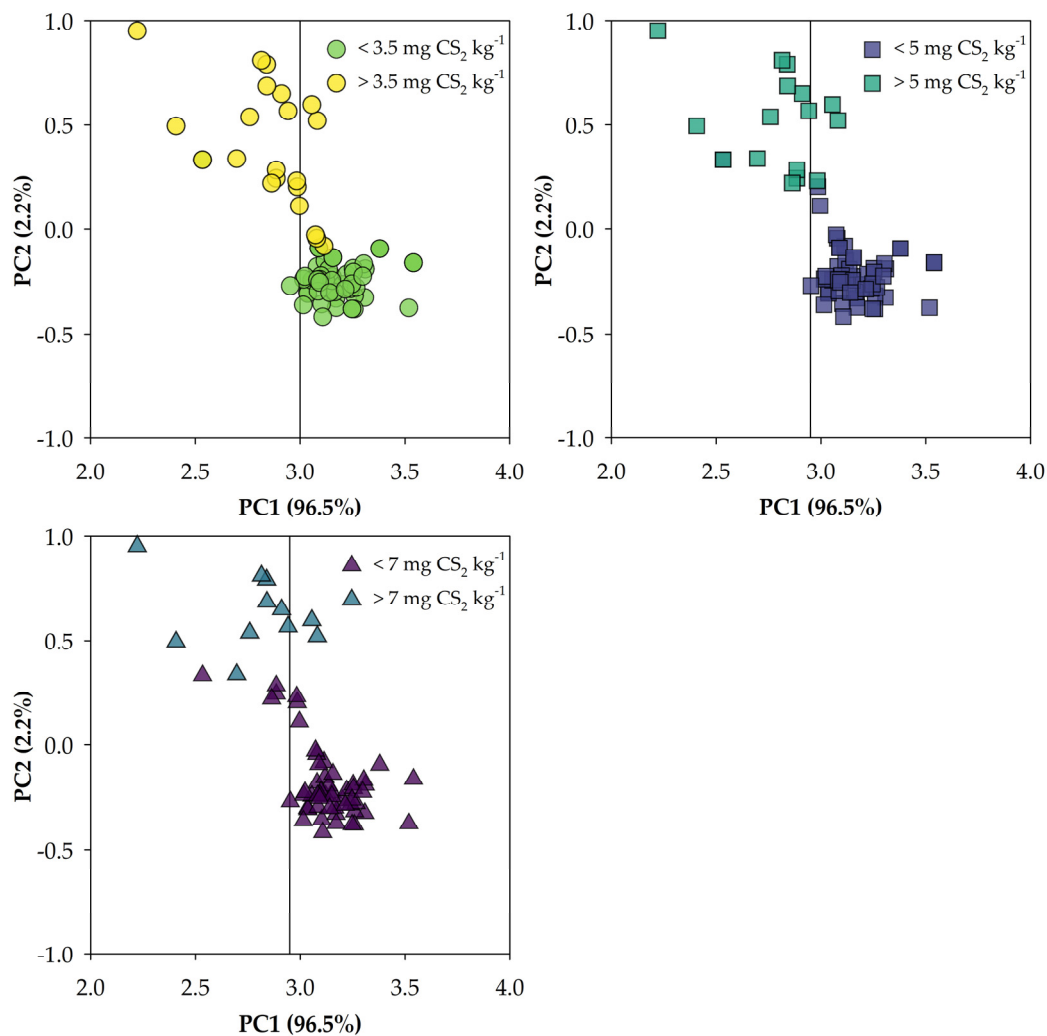 1.0
0.5
0.0
-0.5
-1.0
PC2 (2.2%)
< 3.5 mg CS₂ kg⁻¹
> 3.5 mg CS₂ kg⁻¹
2.0 2.5 3.0 3.5 4.0
PC1 (96.5%)
1.0
0.5
0.0
-0.5
-1.0
PC2 (2.2%)
< 5 mg CS₂ kg⁻¹
> 5 mg CS₂ kg⁻¹
2.0 2.5 3.0 3.5 4.0
PC1 (96.5%)
1.0
0.5
0.0
-0.5
-1.0
PC2 (2.2%)
< 7 mg CS₂ kg⁻¹
> 7 mg CS₂ kg⁻¹
2.0 2.5 3.0 3.5 4.0
PC1 (96.5%)